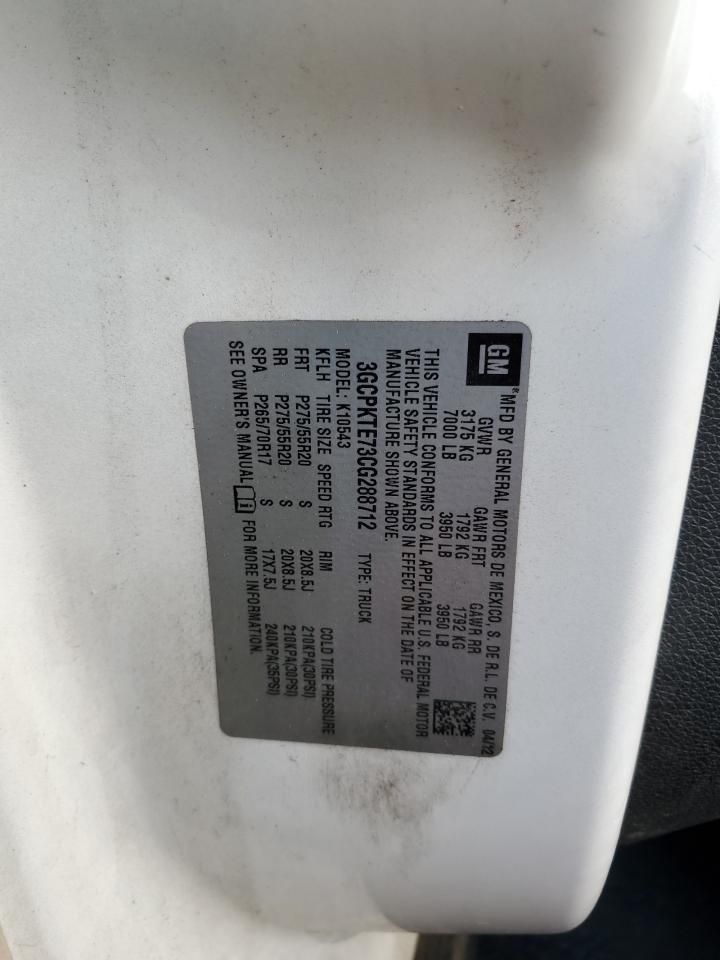 GM
MFD BY GENERAL MOTORS DE MEXICO, S. DE R.L. DE C.V. 04/12
GVWR GAWR FRT GAWR RR
3175 KG 1792 KG 1792 KG
7000 LB 3950 LB 3950 LB
THIS VEHICLE CONFORMS TO ALL APPLICABLE U.S. FEDERAL MOTOR
VEHICLE SAFETY STANDARDS IN EFFECT ON THE DATE OF
MANUFACTURE SHOWN ABOVE.
3GCPKTE73CG288712 TYPE: TRUCK
MODEL: K10543
KFLH TIRE SIZE SPEED RTG RIM COLD TIRE PRESSURE
FRT P275/55R20 S 20X8.5J 210KPA(30PSI)
RR P275/55R20 S 20X8.5J 210KPA(30PSI)
SPA P265/70R17 S 17X7.5J 240KPA(35PSI)
SEE OWNER'S MANUAL FOR MORE INFORMATION.